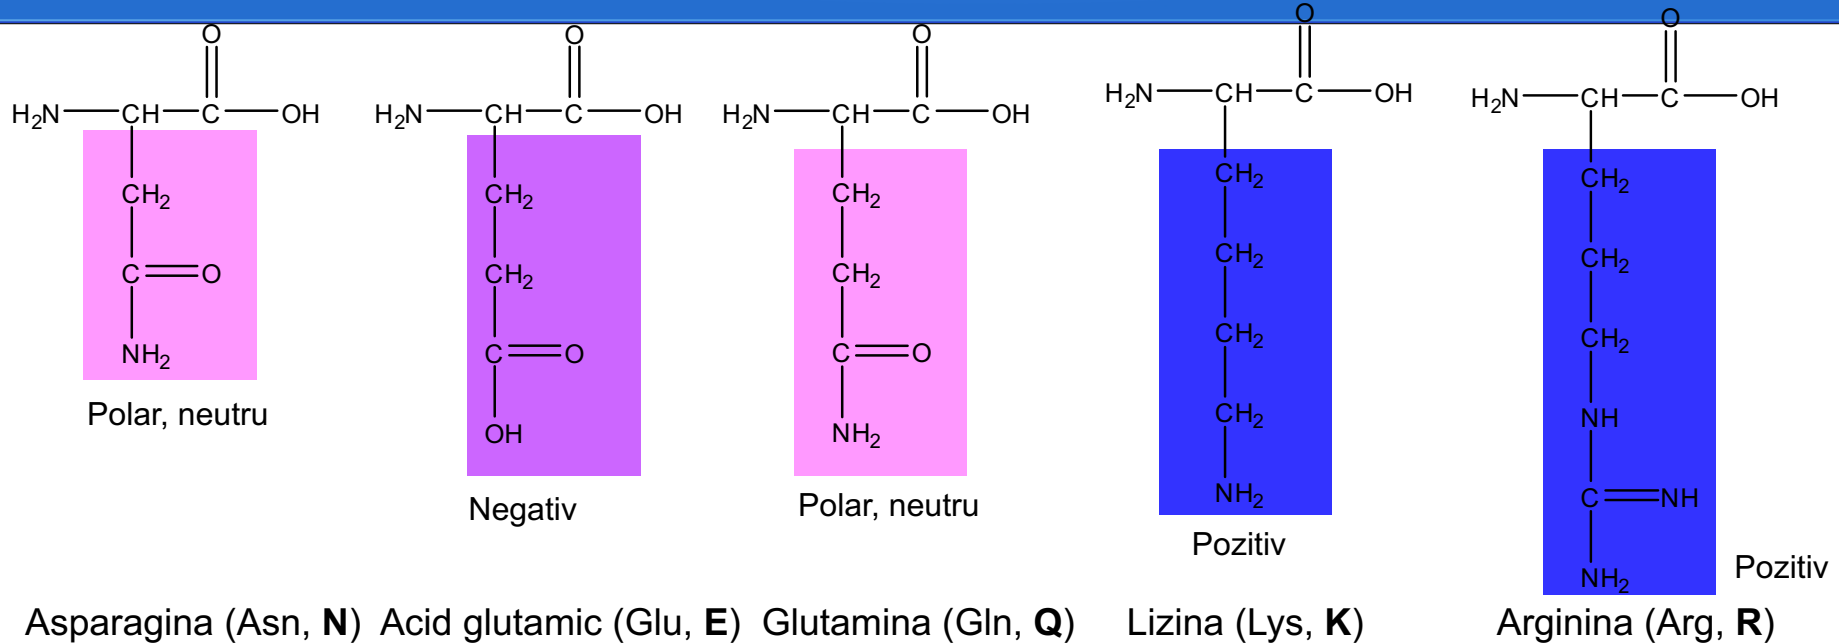 O O O O O
H2N CH C OH H2N CH C OH H2N CH C OH H2N CH C OH H2N CH C OH
CH2 CH2 CH2 CH2 CH2
C O CH2 CH2 CH2 CH2
NH2 C O C O CH2 CH2
Polar, neutru OH NH2 CH2 NH
Negativ Polar, neutru NH2 C NH
Pozitiv NH2 Pozitiv
Asparagina (Asn, N) Acid glutamic (Glu, E) Glutamina (Gln, Q) Lizina (Lys, K) Arginina (Arg, R)